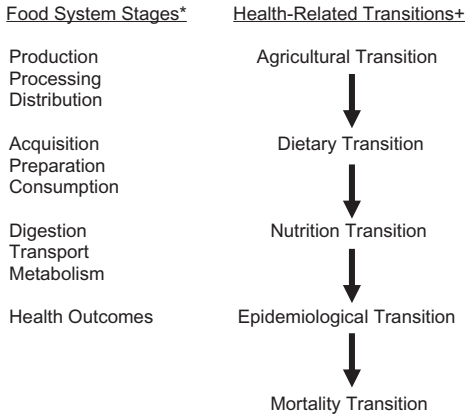 Food System Stages* Health-Related Transitions+
Production Agricultural Transition
Processing
Distribution
Acquisition Dietary Transition
Preparation
Consumption
Digestion Nutrition Transition
Transport
Metabolism
Health Outcomes Epidemiological Transition
Mortality Transition